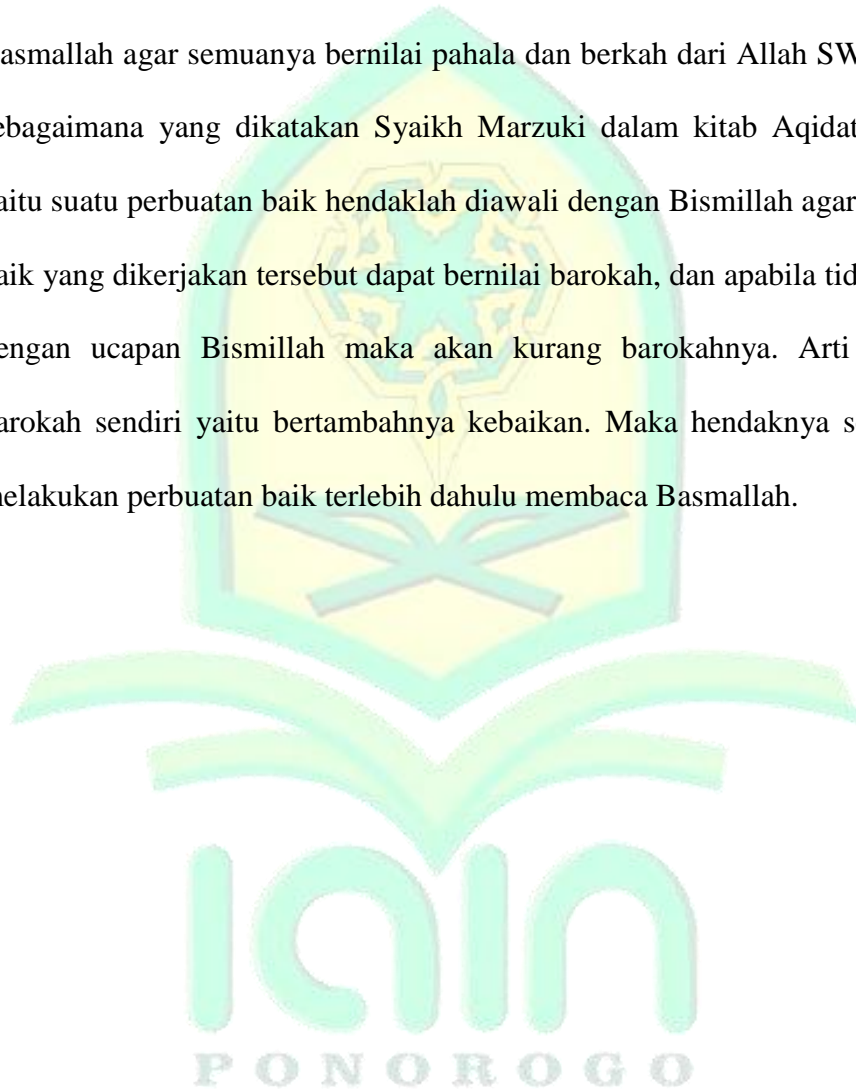 asmallah agar semuanya bernilai pahala dan berkah dari Allah SW
ebagaimana yang dikatakan Syaikh Marzuki dalam kitab Aqidat
aitu suatu perbuatan baik hendaklah diawali dengan Bismillah agar
aik yang dikerjakan tersebut dapat bernilai barokah, dan apabila tid
engan ucapan Bismillah maka akan kurang barokahnya. Arti
arokah sendiri yaitu bertambahnya kebaikan. Maka hendaknya s
nelakukan perbuatan baik terlebih dahulu membaca Basmallah.
iain
PONOROGO